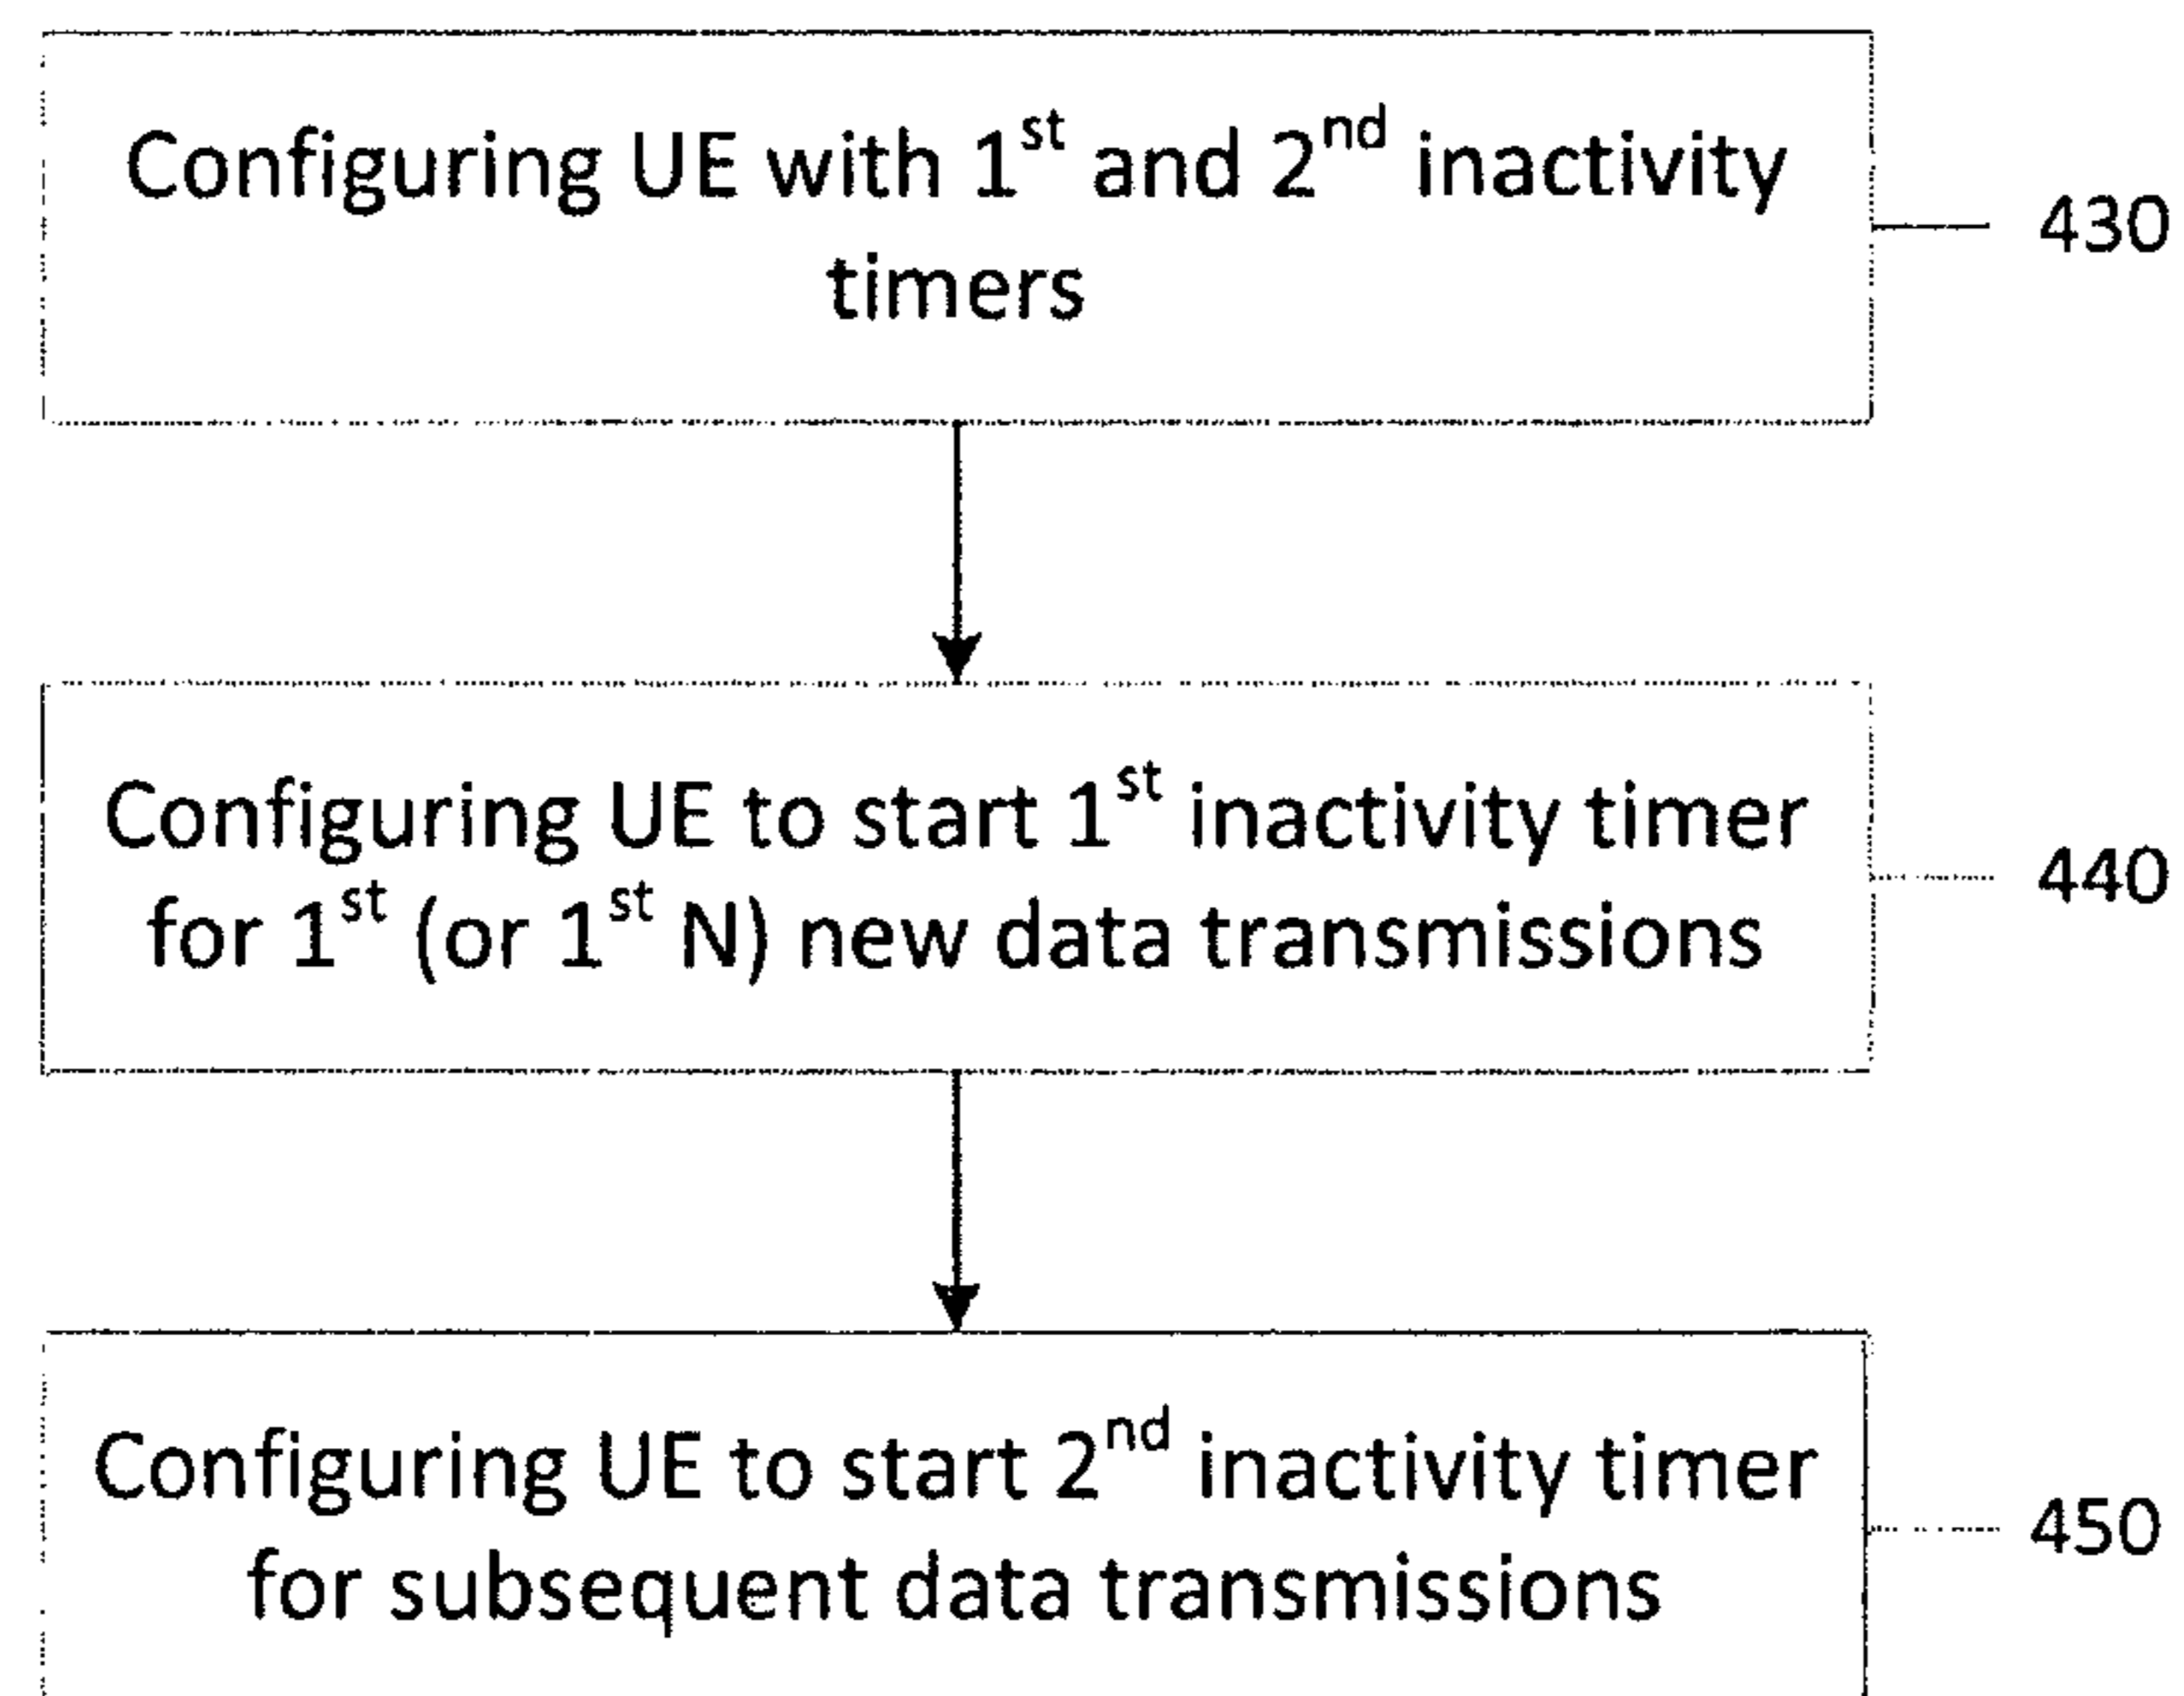 Configuring UE with 1st and 2nd inactivity
timers
430
Configuring UE to start 1st inactivity timer
for 1st (or 1st N) new data transmissions
440
Configuring UE to start 2nd inactivity timer
for subsequent data transmissions
450